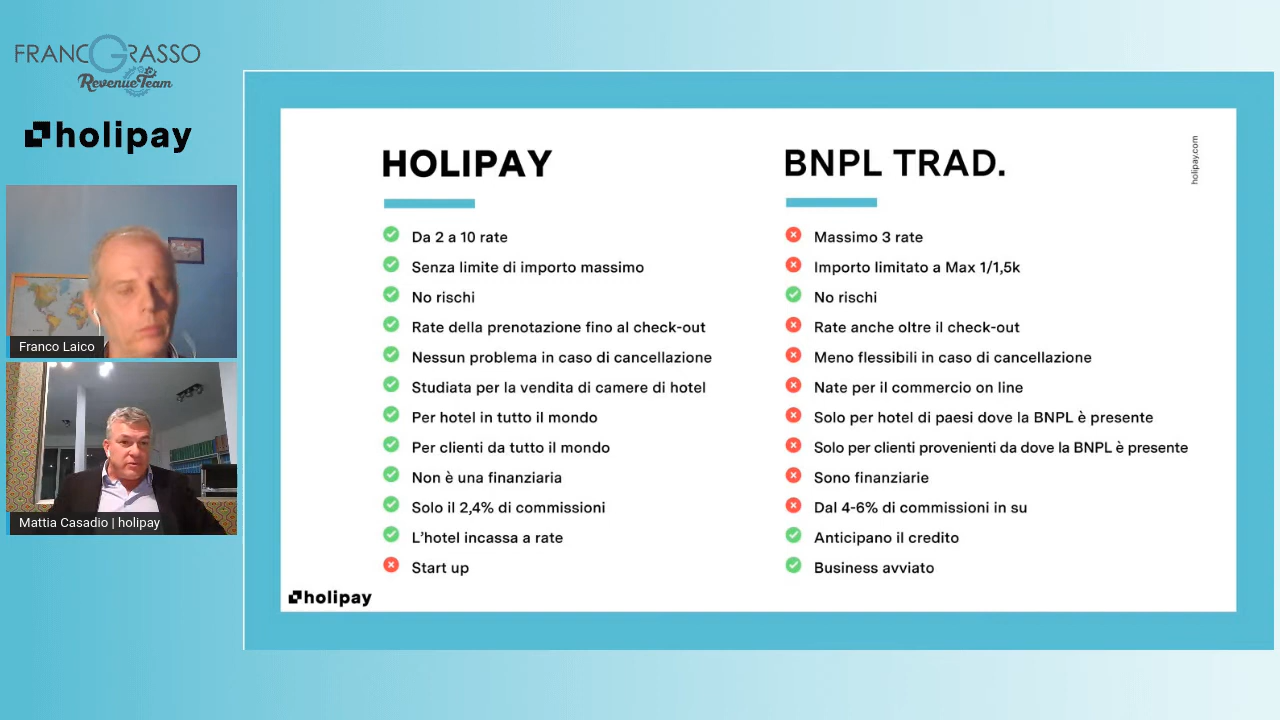 FRANCOGRASSO
RevenueTeam
holipay
Franco Laico
Mattia Casadio | holipay
HOLIPAY
Da 2 a 10 rate
Senza limite di importo massimo
No rischi
Rate della prenotazione fino al check-out
Nessun problema in caso di cancellazione
Studiata per la vendita di camere di hotel
Per hotel in tutto il mondo
Per clienti da tutto il mondo
Non è una finanziaria
Solo il 2,4% di commissioni
L'hotel incassa a rate
Start up
BNPL TRAD.
Massimo 3 rate
Importo limitato a Max 1/1,5k
No rischi
Rate anche oltre il check-out
Meno flessibili in caso di cancellazione
Nate per il commercio on line
Solo per hotel di paesi dove la BNPL è presente
Solo per clienti provenienti da dove la BNPL è presente
Sono finanziarie
Dal 4-6% di commissioni in su
Anticipano il credito
Business avviato
holipay.com
holipay